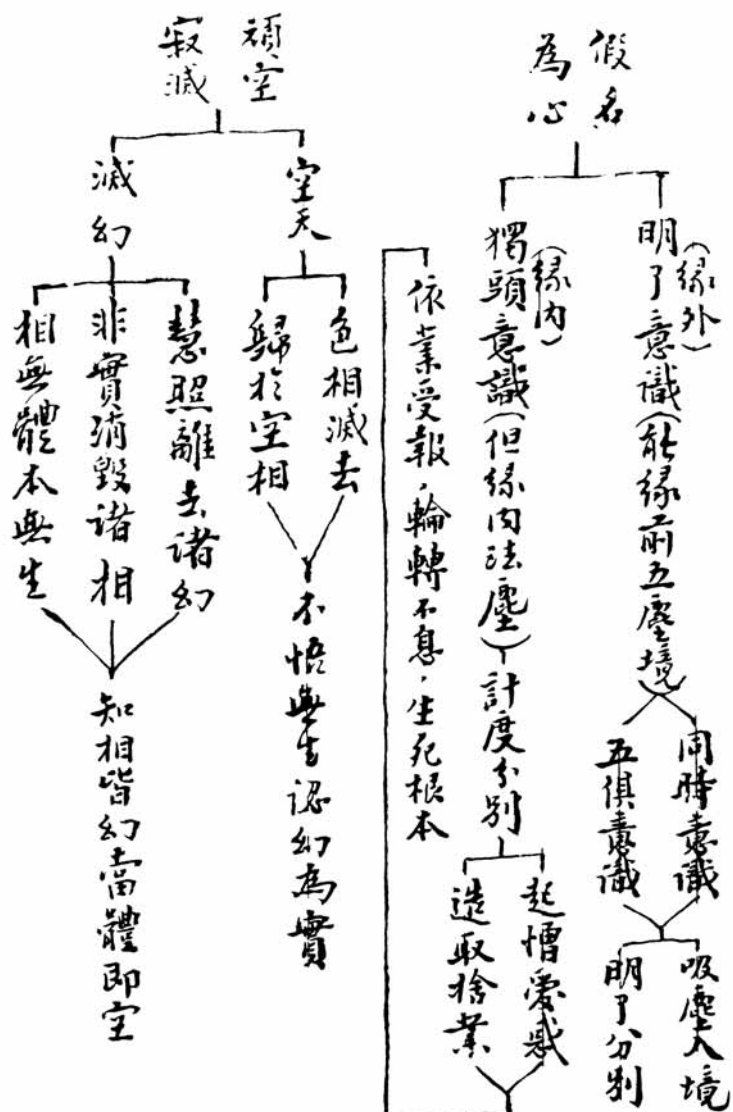 假名
為心
明了意識(能緣前五塵境)
(緣外)
同時意識
五俱意識
吸塵入境
明了分別
獨頭意識(但緣內法塵)
(緣內)
計度分別
起憎愛惑
造取捨業
依業受報，輪轉不息，生死根本
頑空
寂滅
空天
色相滅去
歸於空相
不悟無生認幻為實
滅幻
慧照離去諸幻
非實消毀諸相
相無體本無生
知相皆幻當體即空